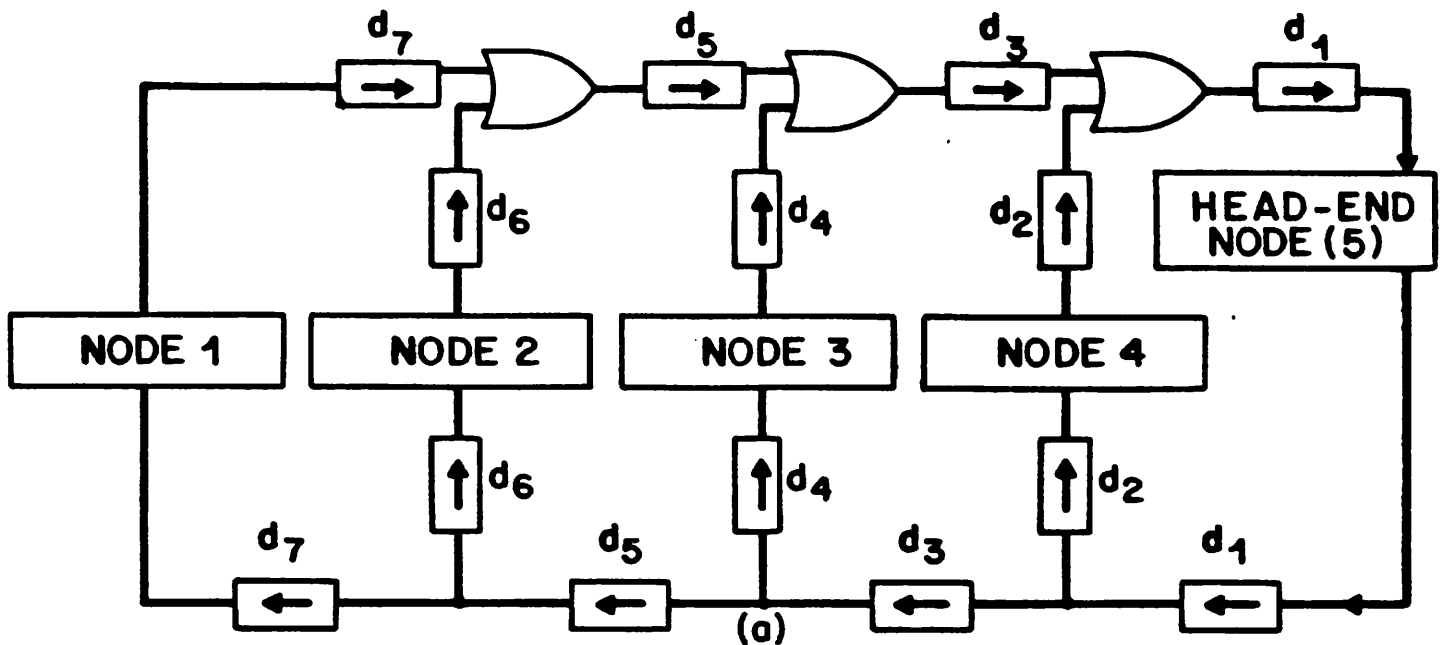 d7 d5 d3 d1
d6 d4 d2 HEAD-END
NODE (5)
NODE 1 NODE 2 NODE 3 NODE 4
d6 d4 d2
d7 d5 d3 d1
(a)